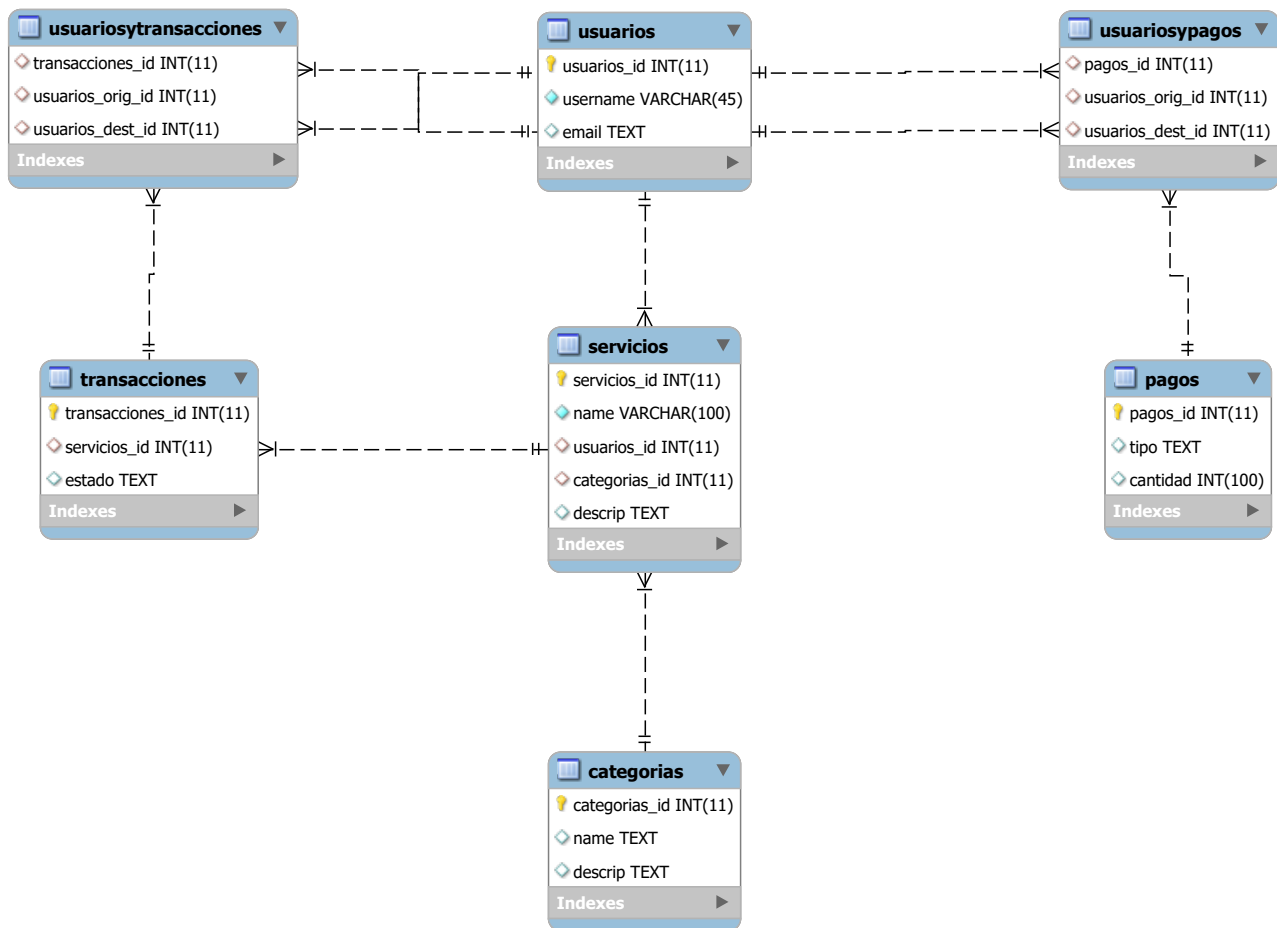 usuariosytransacciones
transacciones_id INT(11)
usuarios_orig_id INT(11)
usuarios_dest_id INT(11)
Indexes
usuarios
usuarios_id INT(11)
username VARCHAR(45)
email TEXT
Indexes
usuariosypagos
pagos_id INT(11)
usuarios_orig_id INT(11)
usuarios_dest_id INT(11)
Indexes
transacciones
transacciones_id INT(11)
servicios_id INT(11)
estado TEXT
Indexes
servicios
servicios_id INT(11)
name VARCHAR(100)
usuarios_id INT(11)
categorias_id INT(11)
descrip TEXT
Indexes
pagos
pagos_id INT(11)
tipo TEXT
cantidad INT(100)
Indexes
categorias
categorias_id INT(11)
name TEXT
descrip TEXT
Indexes